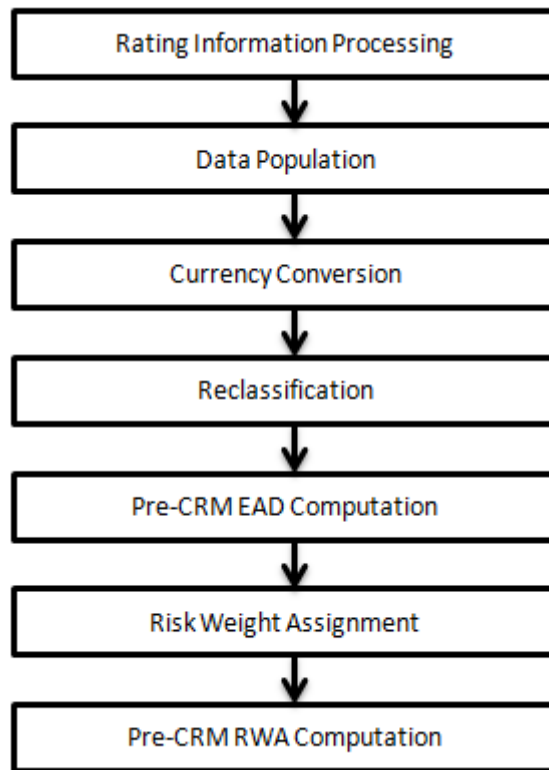 Rating Information Processing
Data Population
Currency Conversion
Reclassification
Pre-CRM EAD Computation
Risk Weight Assignment
Pre-CRM RWA Computation